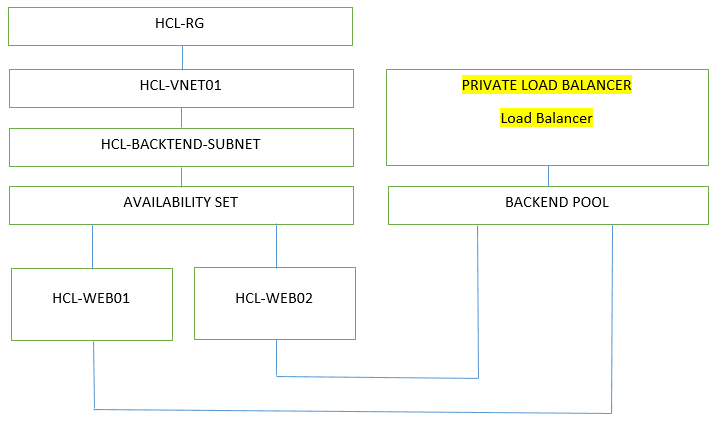 HCL-RG
HCL-VNET01
HCL-BACKTEND-SUBNET
AVAILABILITY SET
HCL-WEB01
HCL-WEB02
PRIVATE LOAD BALANCER
Load Balancer
BACKEND POOL